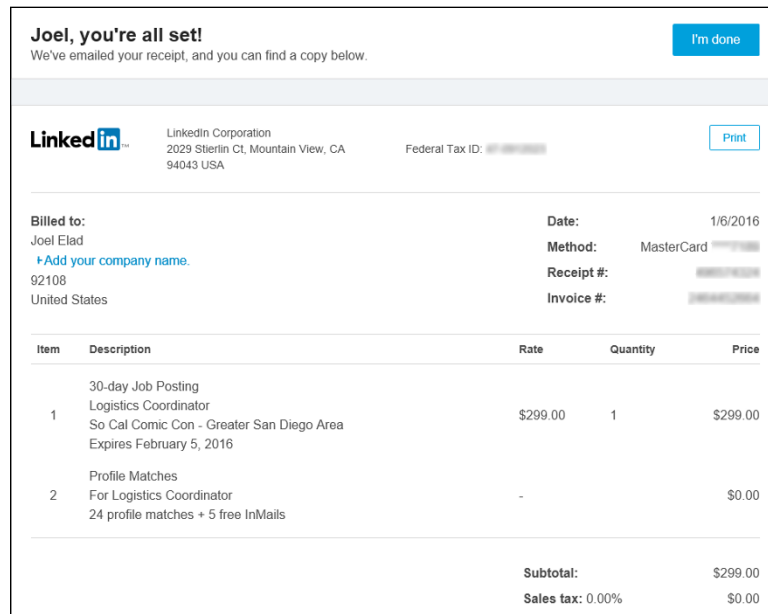 Joel, you're all set!
We've emailed your receipt, and you can find a copy below.
I'm done
LinkedIn™
LinkedIn Corporation
2029 Stierlin Ct, Mountain View, CA
94043 USA
Federal Tax ID:
Print
Billed to:
Joel Elad
+Add your company name.
92108
United States
Date: 1/6/2016
Method: MasterCard
Receipt #:
Invoice #:
Item Description Rate Quantity Price
1
30-day Job Posting
Logistics Coordinator
So Cal Comic Con - Greater San Diego Area
Expires February 5, 2016
$299.00 1 $299.00
2
Profile Matches
For Logistics Coordinator
24 profile matches + 5 free InMails
- $0.00
Subtotal: $299.00
Sales tax: 0.00% $0.00